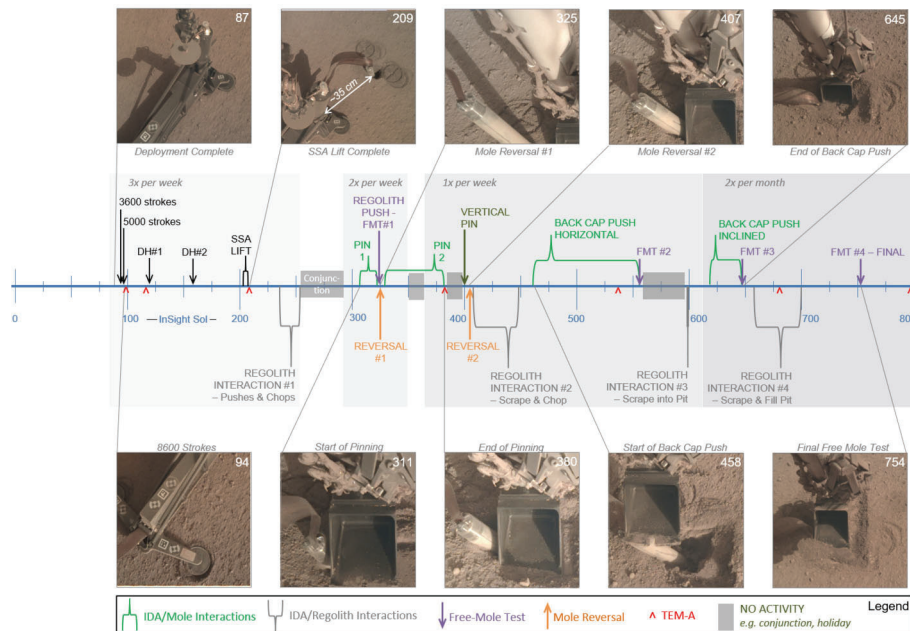 87
209
325
407
645
~35 cm
Deployment Complete
SSA Lift Complete
Mole Reversal #1
Mole Reversal #2
End of Back Cap Push
3x per week
2x per week
1x per week
2x per month
3600 strokes
5000 strokes
DH#1
DH#2
SSA
LIFT
REGOLITH
PUSH -
FMT#1
PIN
1
PIN
2
VERTICAL
PIN
BACK CAP PUSH
HORIZONTAL
FMT #2
BACK CAP PUSH
INCLINED
FMT #3
FMT #4 – FINAL
Conjunc-
tion
0
100
200
300
400
500
600
700
800
InSight Sol
REGOLITH
INTERACTION #1
– Pushes & Chops
REVERSAL
#1
REVERSAL
#2
REGOLITH
INTERACTION #2
– Scrape & Chop
REGOLITH
INTERACTION #3
– Scrape into Pit
REGOLITH
INTERACTION #4
– Scrape & Fill Pit
8600 Strokes
Start of Pinning
End of Pinning
Start of Back Cap Push
Final Free Mole Test
94
311
380
458
754
IDA/Mole Interactions
IDA/Regolith Interactions
Free-Mole Test
Mole Reversal
TEM-A
NO ACTIVITY
e.g. conjunction, holiday
Legend